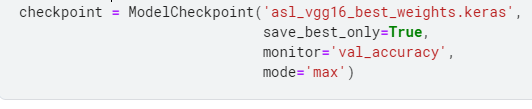 checkpoint = ModelCheckpoint('asl_vgg16_best_weights.keras',
save_best_only=True,
monitor='val_accuracy',
mode='max')